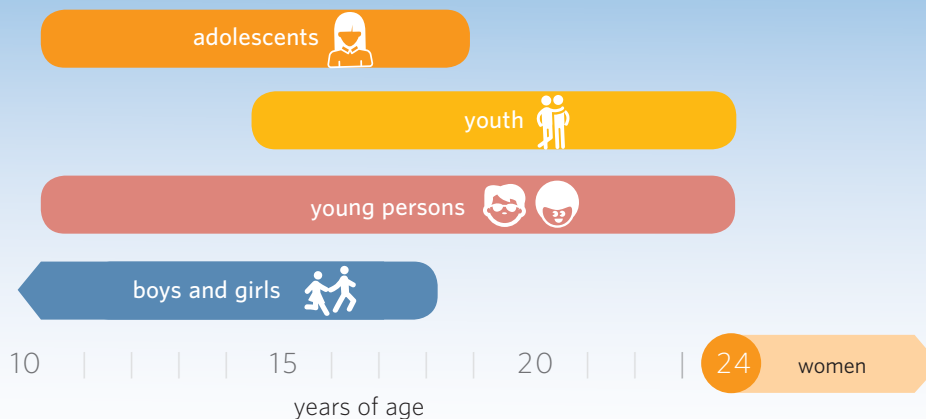 adolescents
youth
young persons
boys and girls
10 15 20 24 women
years of age